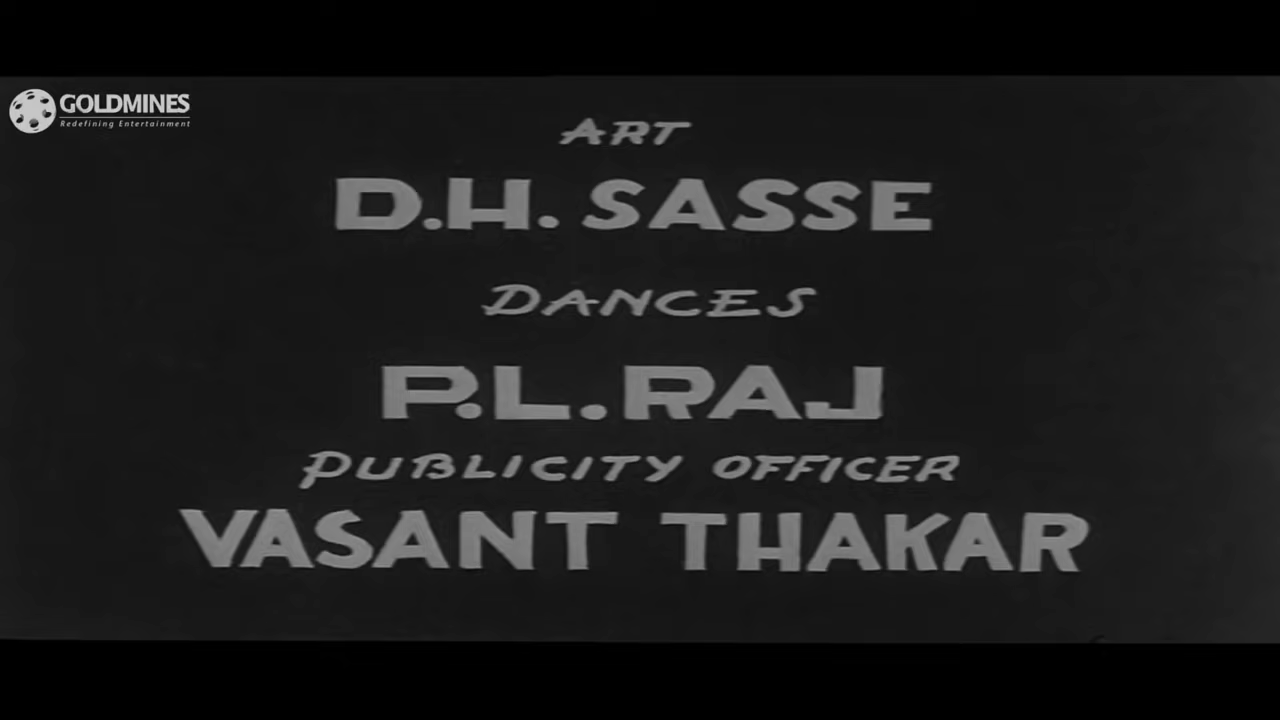 GOLDMINES
Redefining Entertainment
ART
D.H. SASSE
DANCES
P.L. RAJ
PUBLICITY OFFICER
VASANT THAKAR